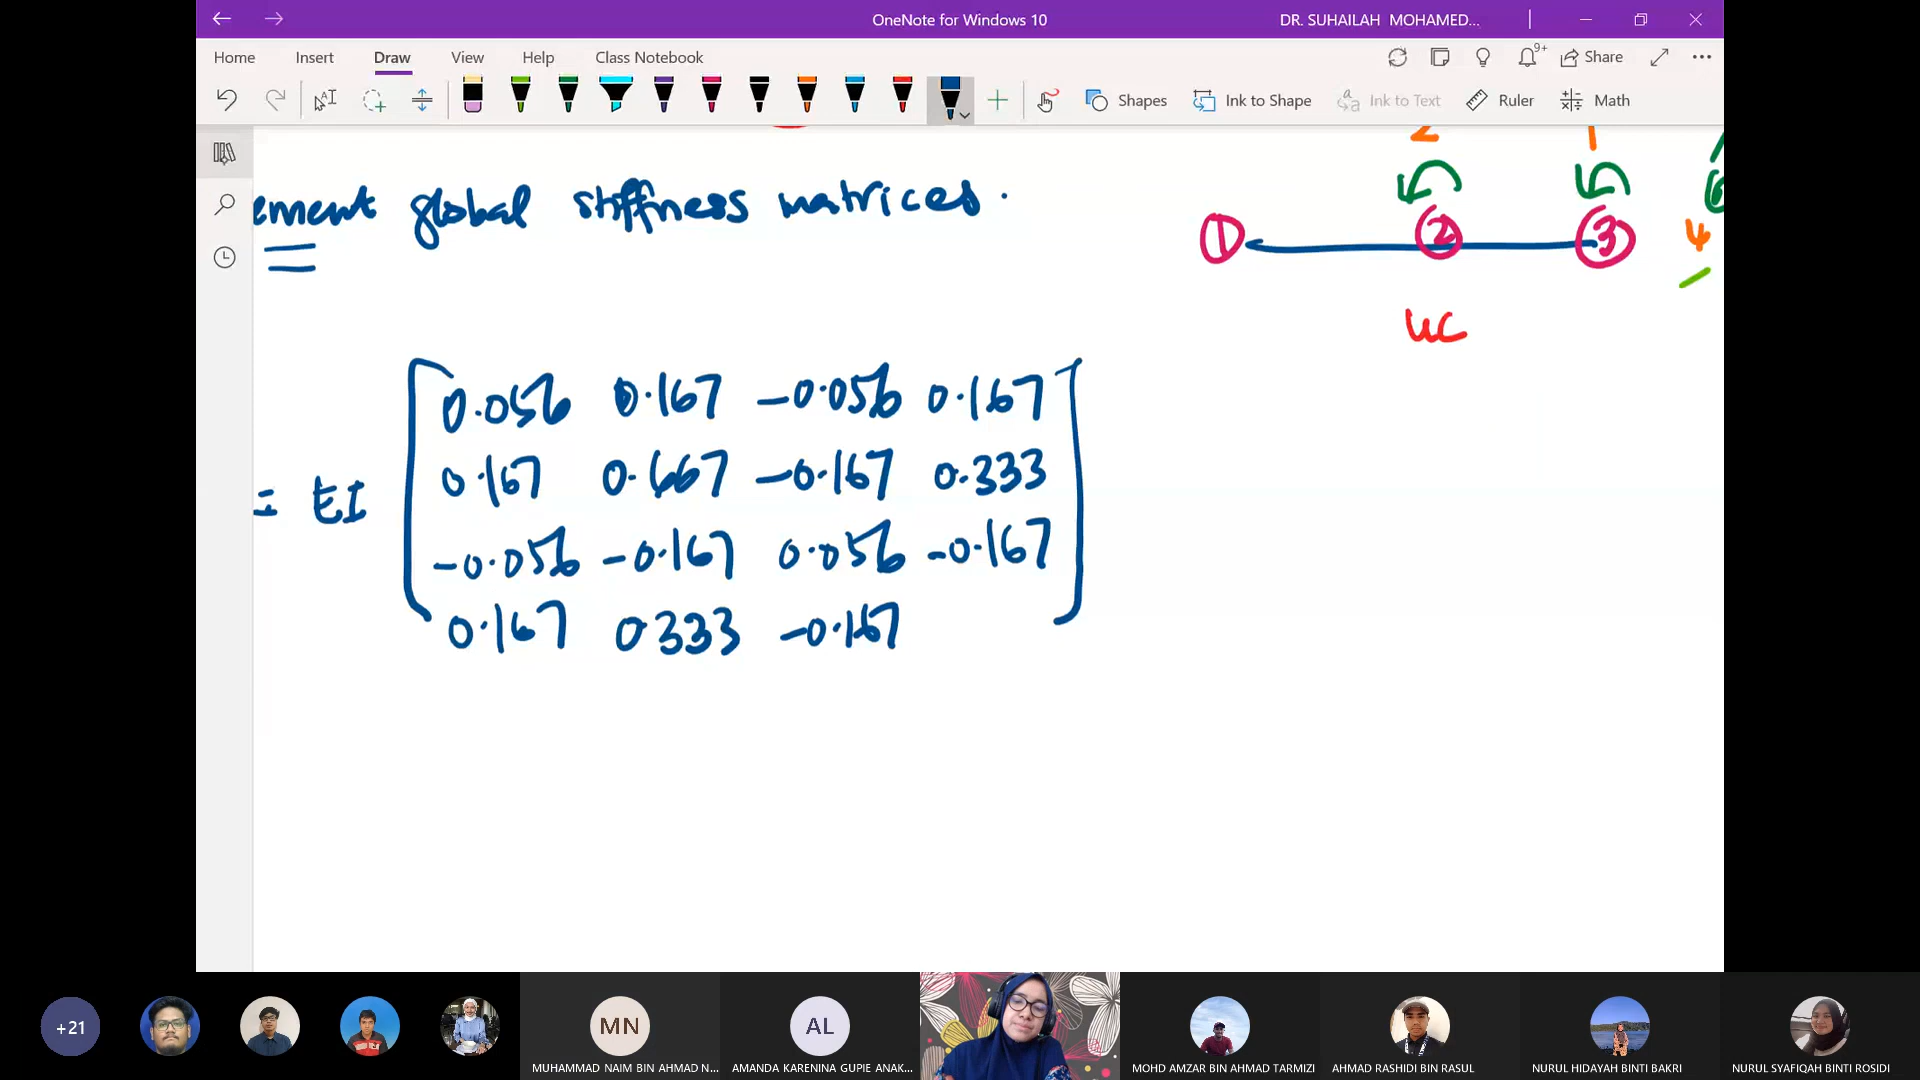 OneNote for Windows 10
DR. SUHAILAH MOHAMED...
Home Insert Draw View Help Class Notebook
9+ Share
Shapes Ink to Shape Ink to Text Ruler Math
2 1
ement global stiffness matrices.
1 2 3 4
UC
0.056 0.167 -0.056 0.167
0.167 0.667 -0.167 0.333
= EI
-0.056 -0.167 0.056 -0.167
0.167 0.333 -0.167
+21
MN AL
MUHAMMAD NAIM BIN AHMAD N...
AMANDA KARENINA GUPIE ANAK...
MOHD AMZAR BIN AHMAD TARMIZI
AHMAD RASHIDI BIN RASUL
NURUL HIDAYAH BINTI BAKRI
NURUL SYAFIQAH BINTI ROSIDI